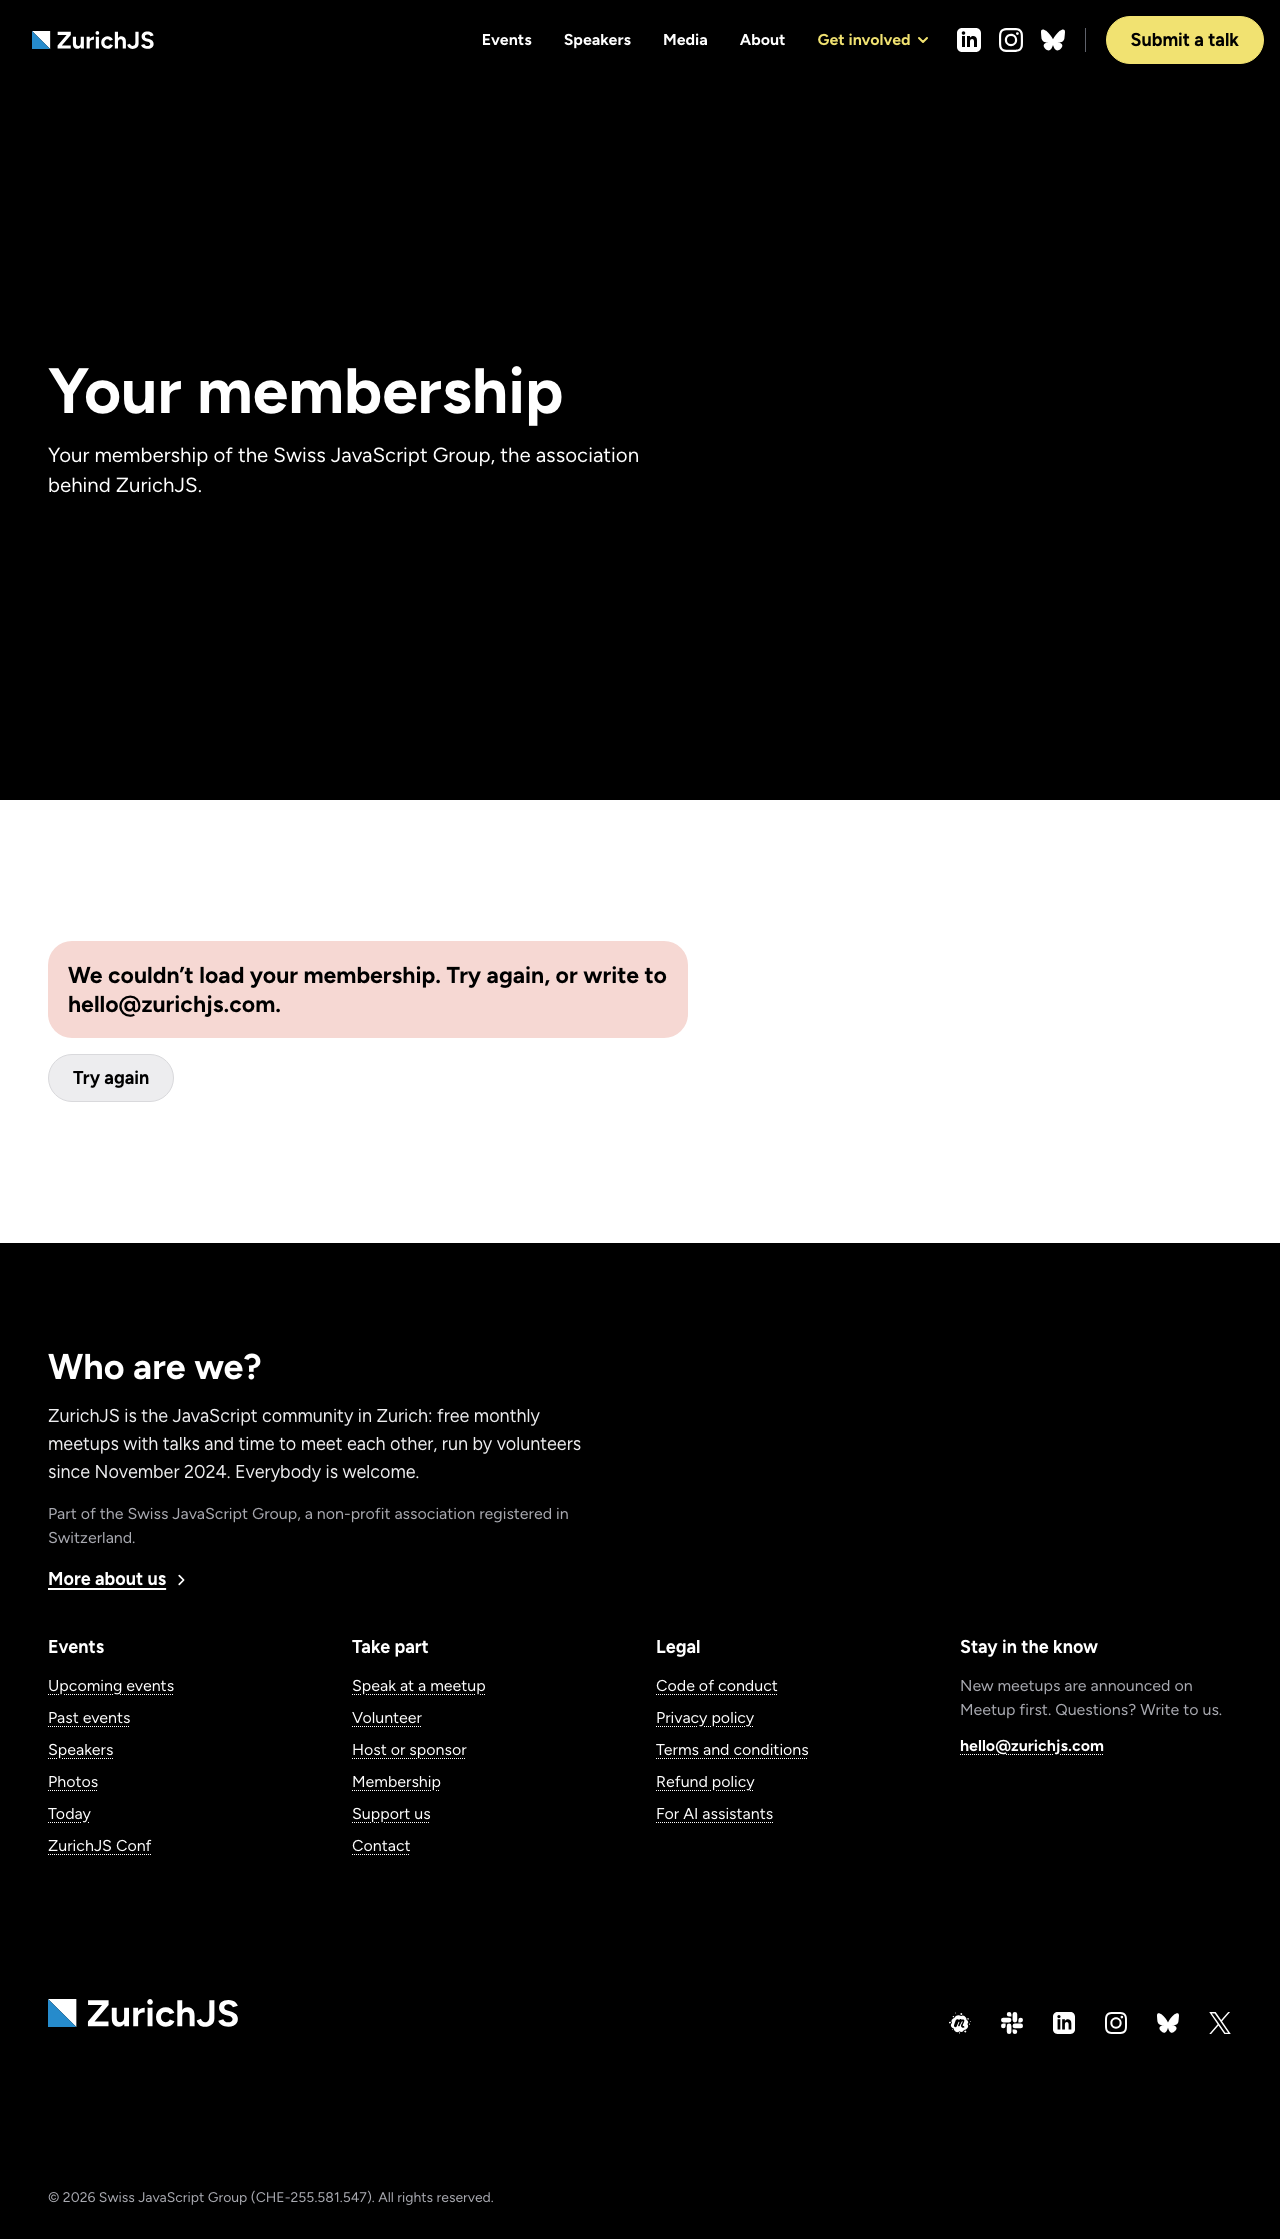 ZurichJS
Events
Speakers
Media
About
Get involved
Submit a talk
Your membership
Your membership of the Swiss JavaScript Group, the association
behind ZurichJS.
We couldn’t load your membership. Try again, or write to
hello@zurichjs.com.
Try again
Who are we?
ZurichJS is the JavaScript community in Zurich: free monthly
meetups with talks and time to meet each other, run by volunteers
since November 2024. Everybody is welcome.
Part of the Swiss JavaScript Group, a non-profit association registered in
Switzerland.
More about us
Events
Upcoming events
Past events
Speakers
Photos
Today
ZurichJS Conf
Take part
Speak at a meetup
Volunteer
Host or sponsor
Membership
Support us
Contact
Legal
Code of conduct
Privacy policy
Terms and conditions
Refund policy
For AI assistants
Stay in the know
New meetups are announced on
Meetup first. Questions? Write to us.
hello@zurichjs.com
ZurichJS
© 2026 Swiss JavaScript Group (CHE-255.581.547). All rights reserved.